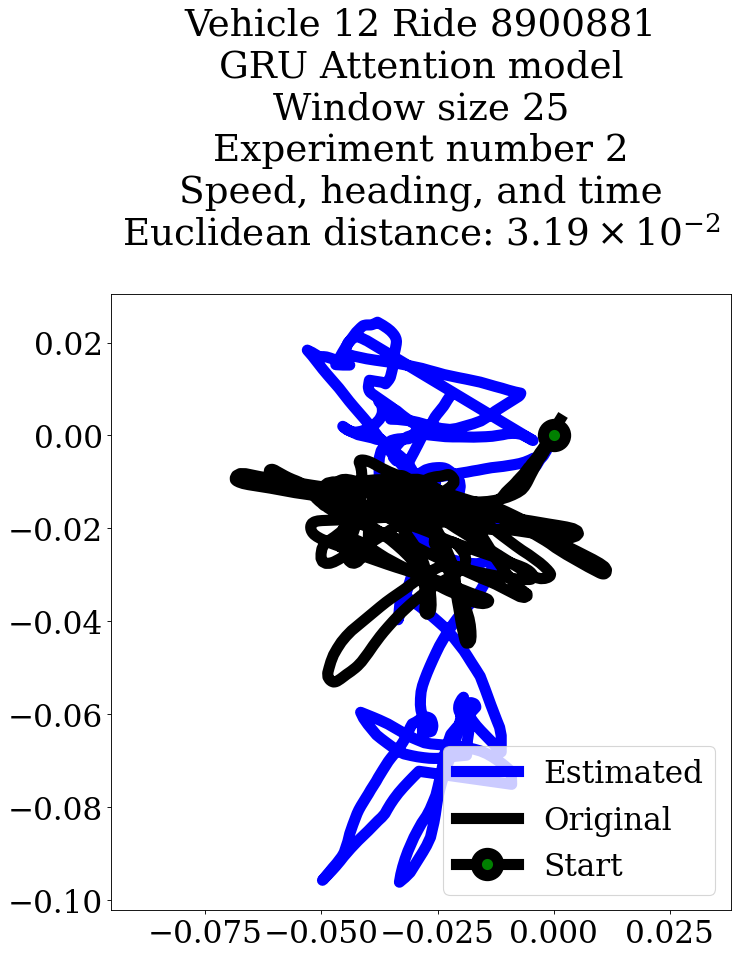 Vehicle 12 Ride 8900881
GRU Attention model
Window size 25
Experiment number 2
Speed, heading, and time
Euclidean distance: 3.19 × 10⁻²
0.02
0.00
−0.02
−0.04
−0.06
−0.08
−0.10
Estimated
Original
Start
−0.075 −0.050 −0.025 0.000 0.025